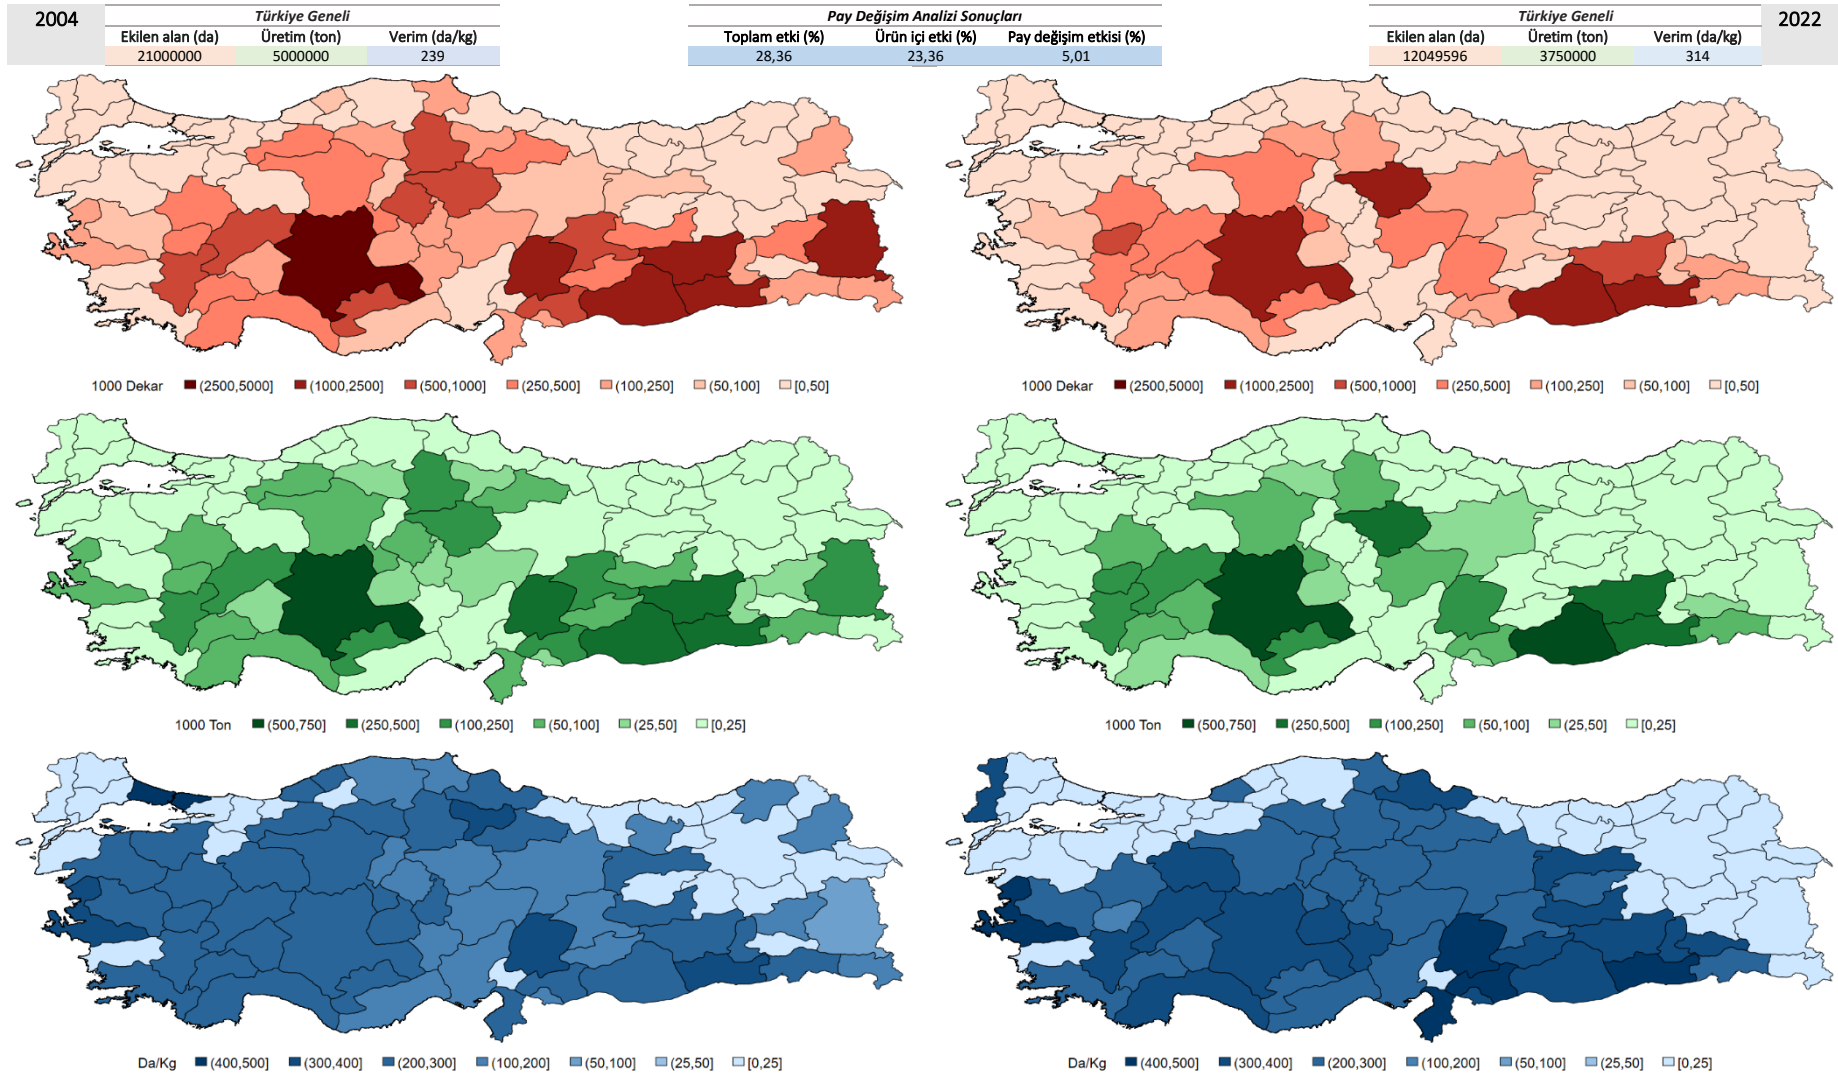 2004
Türkiye Geneli
Ekilen alan (da) Üretim (ton) Verim (da/kg)
21000000 5000000 239
Pay Değişim Analizi Sonuçları
Toplam etki (%) Ürün içi etki (%) Pay değişim etkisi (%)
28,36 23,36 5,01
Türkiye Geneli
Ekilen alan (da) Üretim (ton) Verim (da/kg)
12049596 3750000 314
2022
1000 Dekar (2500,5000] (1000,2500] (500,1000] (250,500] (100,250] (50,100] [0,50]
1000 Dekar (2500,5000] (1000,2500] (500,1000] (250,500] (100,250] (50,100] [0,50]
1000 Ton (500,750] (250,500] (100,250] (50,100] (25,50] [0,25]
1000 Ton (500,750] (250,500] (100,250] (50,100] (25,50] [0,25]
Da/Kg (400,500] (300,400] (200,300] (100,200] (50,100] (25,50] [0,25]
Da/Kg (400,500] (300,400] (200,300] (100,200] (50,100] (25,50] [0,25]